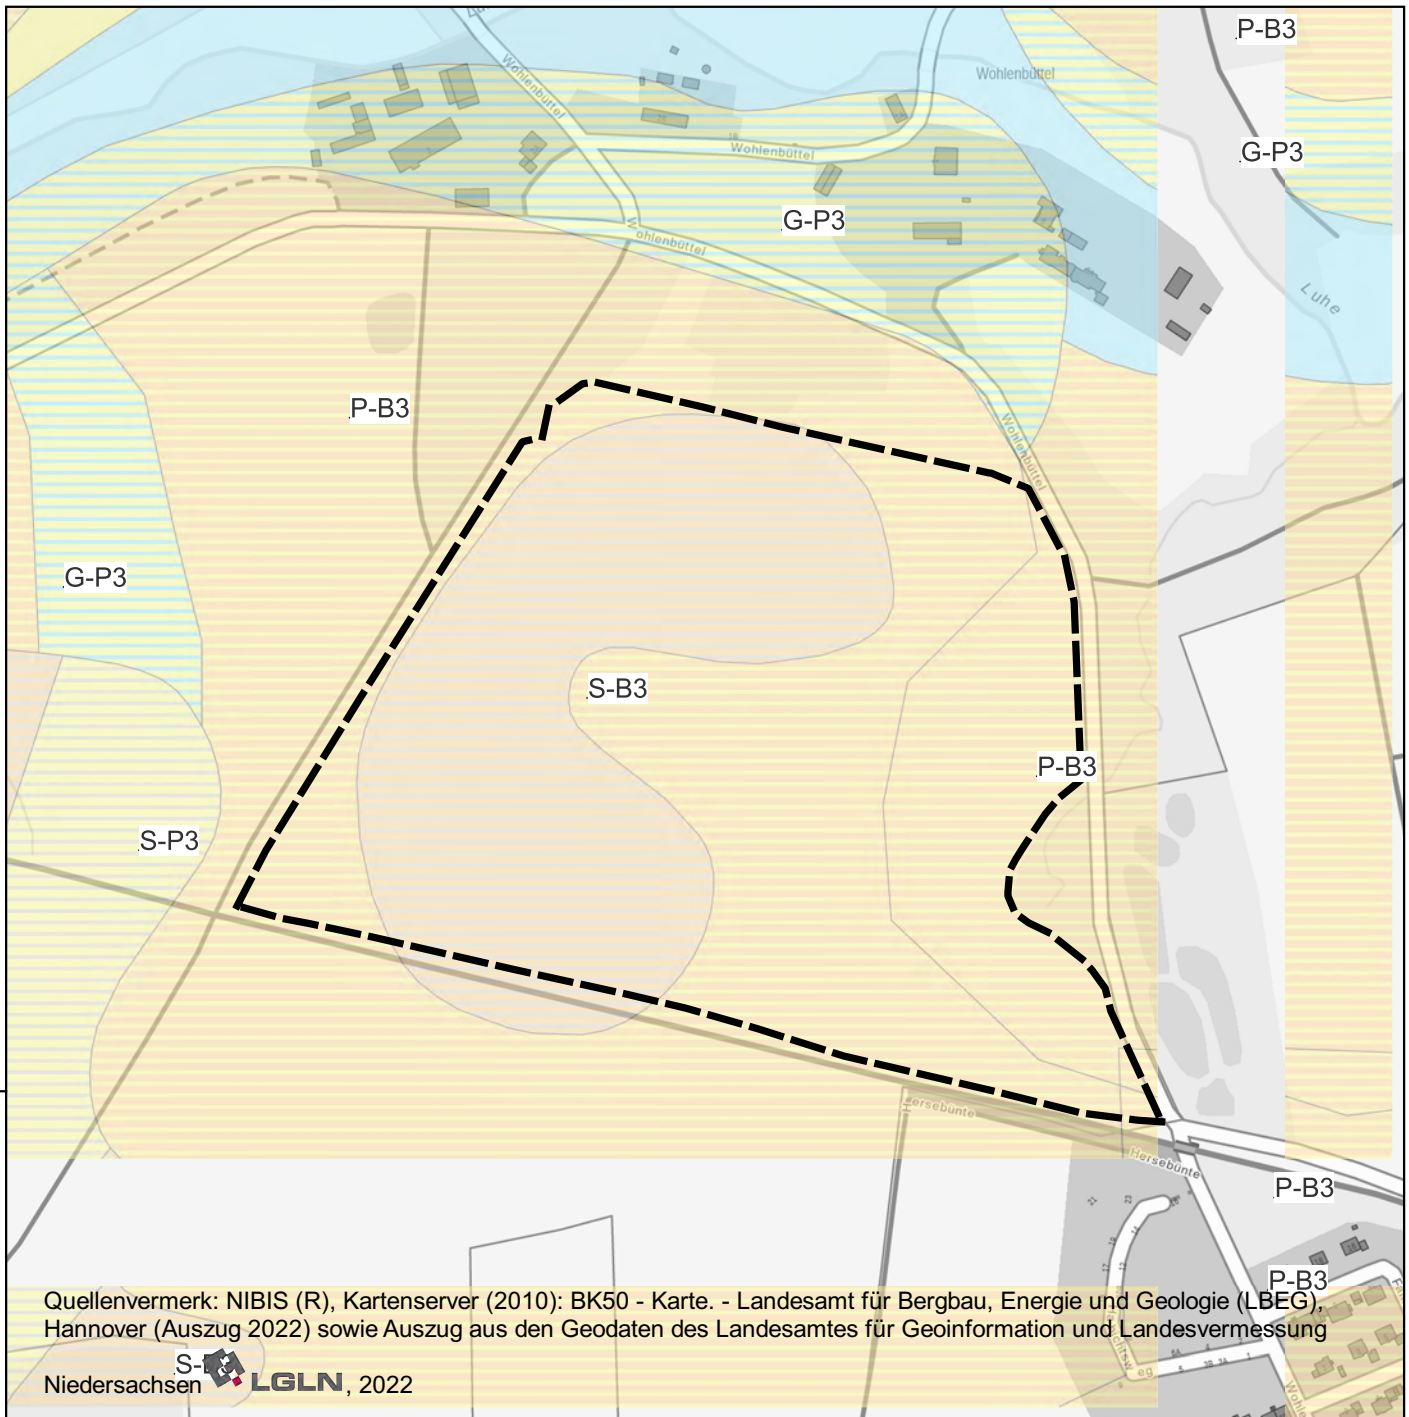 P-B3
Wohlenbüttel
Wohlenbüttel
G-P3
Wohlenbüttel
G-P3
Wohlenbüttel
Luhe
P-B3
Wohlenbüttel
G-P3
S-B3
P-B3
S-P3
Hersebünte
Hersebünte
P-B3
P-B3
Quellenvermerk: NIBIS (R), Kartenserver (2010): BK50 - Karte. - Landesamt für Bergbau, Energie und Geologie (LBEG),
Hannover (Auszug 2022) sowie Auszug aus den Geodaten des Landesamtes für Geoinformation und Landesvermessung
Niedersachsen LGLN, 2022